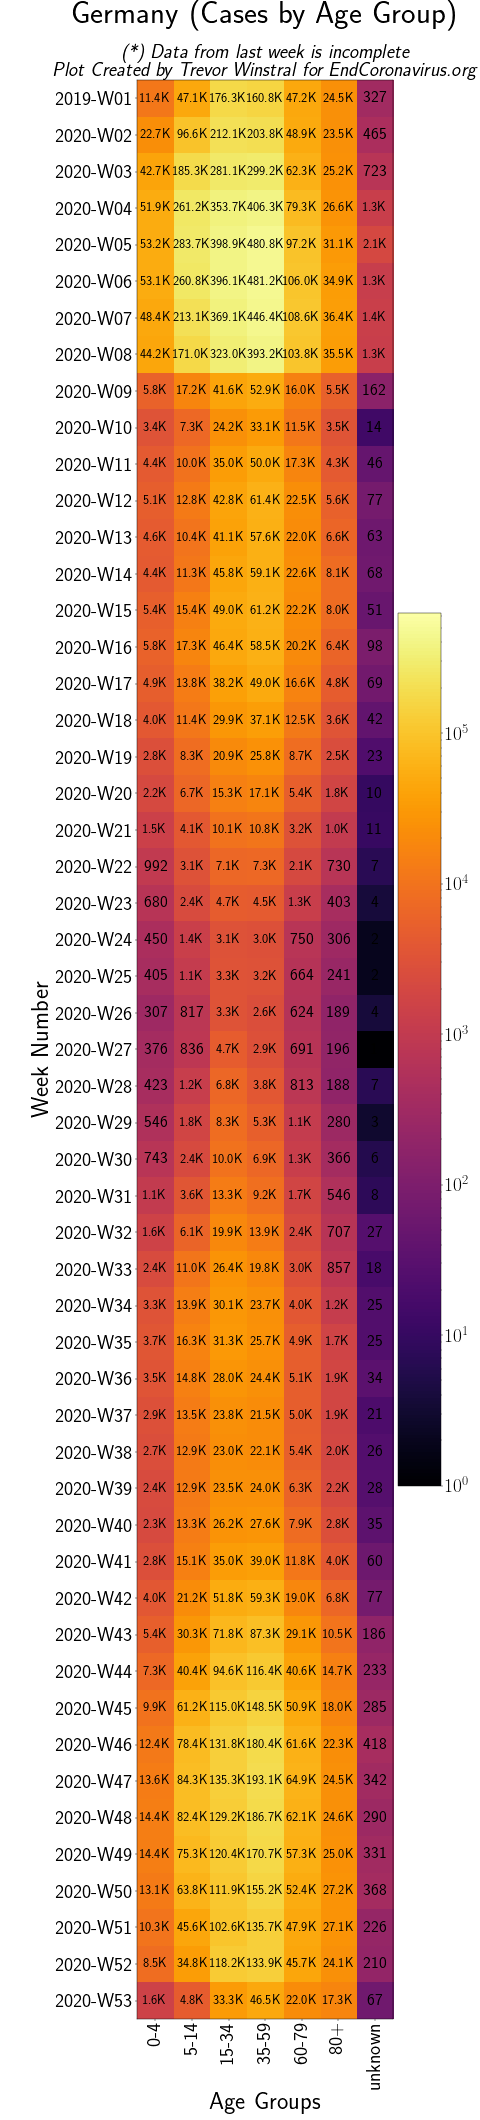 Germany (Cases by Age Group)
(*) Data from last week is incomplete
Plot Created by Trevor Winstral for EndCoronavirus.org
2019-W01 11.4K 47.1K 176.3K 160.8K 47.2K 24.5K 327
2020-W02 22.7K 96.6K 212.1K 203.8K 48.9K 23.5K 465
2020-W03 42.7K 185.3K 281.1K 299.2K 62.3K 25.2K 723
2020-W04 51.9K 261.2K 353.7K 406.3K 79.3K 26.6K 1.3K
2020-W05 53.2K 283.7K 398.9K 480.8K 97.2K 31.1K 2.1K
2020-W06 53.1K 260.8K 396.1K 481.2K 106.0K 34.9K 1.3K
2020-W07 48.4K 213.1K 369.1K 446.4K 108.6K 36.4K 1.4K
2020-W08 44.2K 171.0K 323.0K 393.2K 103.8K 35.5K 1.3K
2020-W09 5.8K 17.2K 41.6K 52.9K 16.0K 5.5K 162
2020-W10 3.4K 7.3K 24.2K 33.1K 11.5K 3.5K 14
2020-W11 4.4K 10.0K 35.0K 50.0K 17.3K 4.3K 46
2020-W12 5.1K 12.8K 42.8K 61.4K 22.5K 5.6K 77
2020-W13 4.6K 10.4K 41.1K 57.6K 22.0K 6.6K 63
2020-W14 4.4K 11.3K 45.8K 59.1K 22.6K 8.1K 68
2020-W15 5.4K 15.4K 49.0K 61.2K 22.2K 8.0K 51
2020-W16 5.8K 17.3K 46.4K 58.5K 20.2K 6.4K 98
2020-W17 4.9K 13.8K 38.2K 49.0K 16.6K 4.8K 69
2020-W18 4.0K 11.4K 29.9K 37.1K 12.5K 3.6K 42
2020-W19 2.8K 8.3K 20.9K 25.8K 8.7K 2.5K 23
2020-W20 2.2K 6.7K 15.3K 17.1K 5.4K 1.8K 10
2020-W21 1.5K 4.1K 10.1K 10.8K 3.2K 1.0K 11
2020-W22 992 3.1K 7.1K 7.3K 2.1K 730 7
2020-W23 680 2.4K 4.7K 4.5K 1.3K 403 4
2020-W24 450 1.4K 3.1K 3.0K 750 306 2
2020-W25 405 1.1K 3.3K 3.2K 664 241 2
2020-W26 307 817 3.3K 2.6K 624 189 4
2020-W27 376 836 4.7K 2.9K 691 196
2020-W28 423 1.2K 6.8K 3.8K 813 188 7
2020-W29 546 1.8K 8.3K 5.3K 1.1K 280 3
2020-W30 743 2.4K 10.0K 6.9K 1.3K 366 6
2020-W31 1.1K 3.6K 13.3K 9.2K 1.7K 546 8
2020-W32 1.6K 6.1K 19.9K 13.9K 2.4K 707 27
2020-W33 2.4K 11.0K 26.4K 19.8K 3.0K 857 18
2020-W34 3.3K 13.9K 30.1K 23.7K 4.0K 1.2K 25
2020-W35 3.7K 16.3K 31.3K 25.7K 4.9K 1.7K 25
2020-W36 3.5K 14.8K 28.0K 24.4K 5.1K 1.9K 34
2020-W37 2.9K 13.5K 23.8K 21.5K 5.0K 1.9K 21
2020-W38 2.7K 12.9K 23.0K 22.1K 5.4K 2.0K 26
2020-W39 2.4K 12.9K 23.5K 24.0K 6.3K 2.2K 28
2020-W40 2.3K 13.3K 26.2K 27.6K 7.9K 2.8K 35
2020-W41 2.8K 15.1K 35.0K 39.0K 11.8K 4.0K 60
2020-W42 4.0K 21.2K 51.8K 59.3K 19.0K 6.8K 77
2020-W43 5.4K 30.3K 71.8K 87.3K 29.1K 10.5K 186
2020-W44 7.3K 40.4K 94.6K 116.4K 40.6K 14.7K 233
2020-W45 9.9K 61.2K 115.0K 148.5K 50.9K 18.0K 285
2020-W46 12.4K 78.4K 131.8K 180.4K 61.6K 22.3K 418
2020-W47 13.6K 84.3K 135.3K 193.1K 64.9K 24.5K 342
2020-W48 14.4K 82.4K 129.2K 186.7K 62.1K 24.6K 290
2020-W49 14.4K 75.3K 120.4K 170.7K 57.3K 25.0K 331
2020-W50 13.1K 63.8K 111.9K 155.2K 52.4K 27.2K 368
2020-W51 10.3K 45.6K 102.6K 135.7K 47.9K 27.1K 226
2020-W52 8.5K 34.8K 118.2K 133.9K 45.7K 24.1K 210
2020-W53 1.6K 4.8K 33.3K 46.5K 22.0K 17.3K 67
0-4 5-14 15-34 35-59 60-79 80+ unknown
Age Groups
Week Number
10^5
10^4
10^3
10^2
10^1
10^0